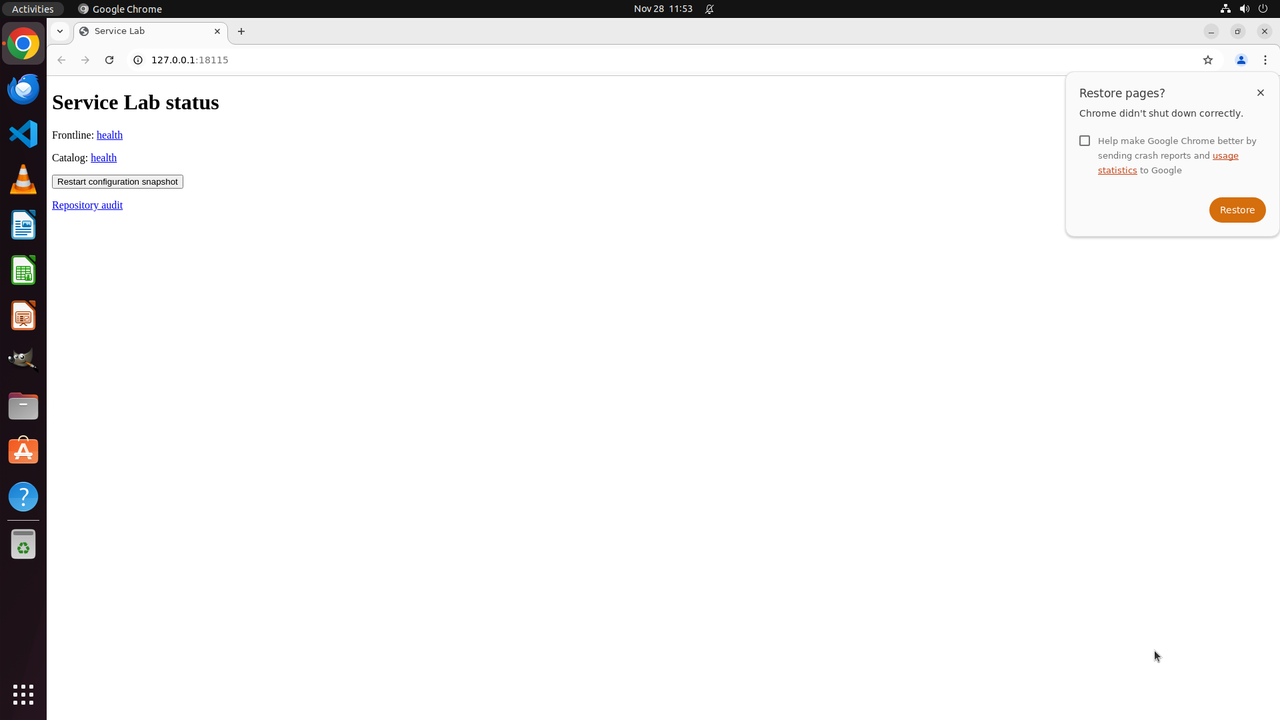 Activities
Google Chrome
Nov 28 11:53
Service Lab
127.0.0.1:18115
Service Lab status
Frontline: health
Catalog: health
Restart configuration snapshot
Repository audit
Restore pages?
Chrome didn't shut down correctly.
Help make Google Chrome better by
sending crash reports and usage
statistics to Google
Restore